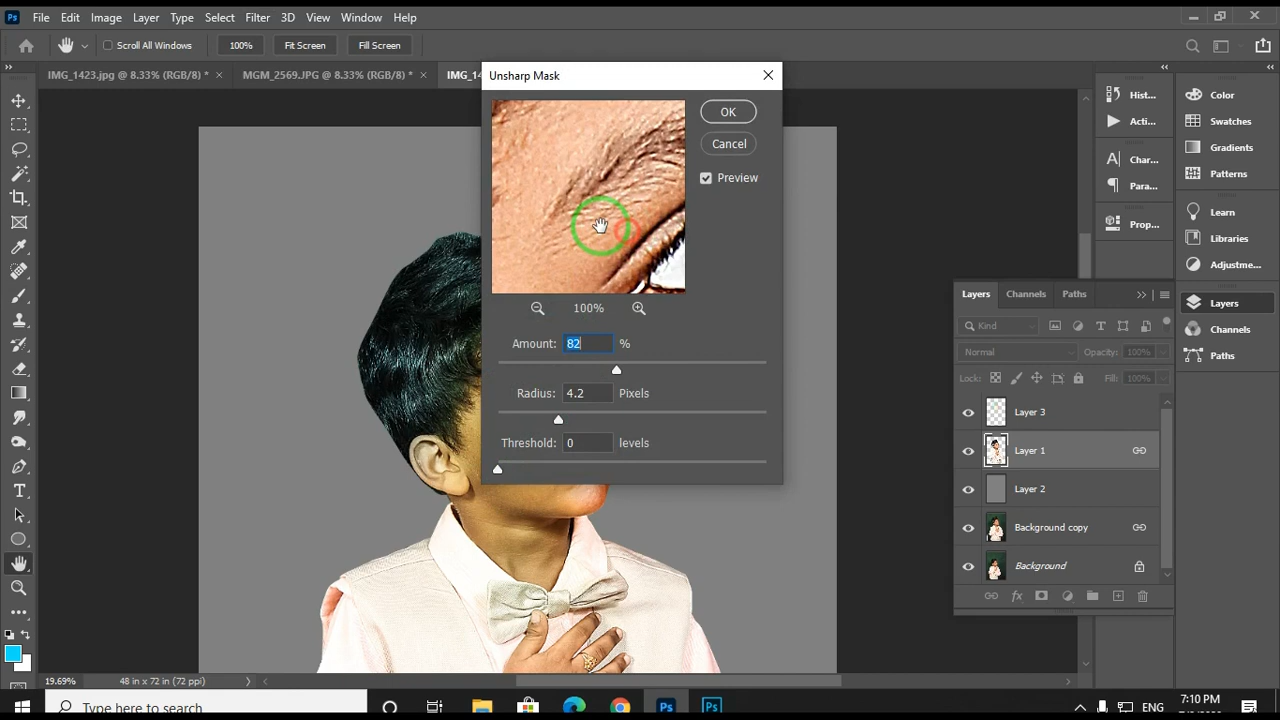 Ps File Edit Image Layer Type Select Filter 3D View Window Help
Scroll All Windows 100% Fit Screen Fill Screen
IMG_1423.jpg @ 8.33% (RGB/8) * × MGM_2569.JPG @ 8.33% (RGB/8) * × IMG_14
Unsharp Mask
OK
Cancel
Preview
100%
Amount: 82 %
Radius: 4.2 Pixels
Threshold: 0 levels
Hist...
Acti...
Char...
Para...
Prop...
Color
Swatches
Gradients
Patterns
Learn
Libraries
Adjustme...
Layers
Channels
Paths
Layers Channels Paths
Kind
Normal Opacity: 100%
Lock: Fill: 100%
Layer 3
Layer 1
Layer 2
Background copy
Background
fx
19.69% 48 in x 72 in (72 ppi)
Type here to search
Ps Ps
ENG
7:10 PM